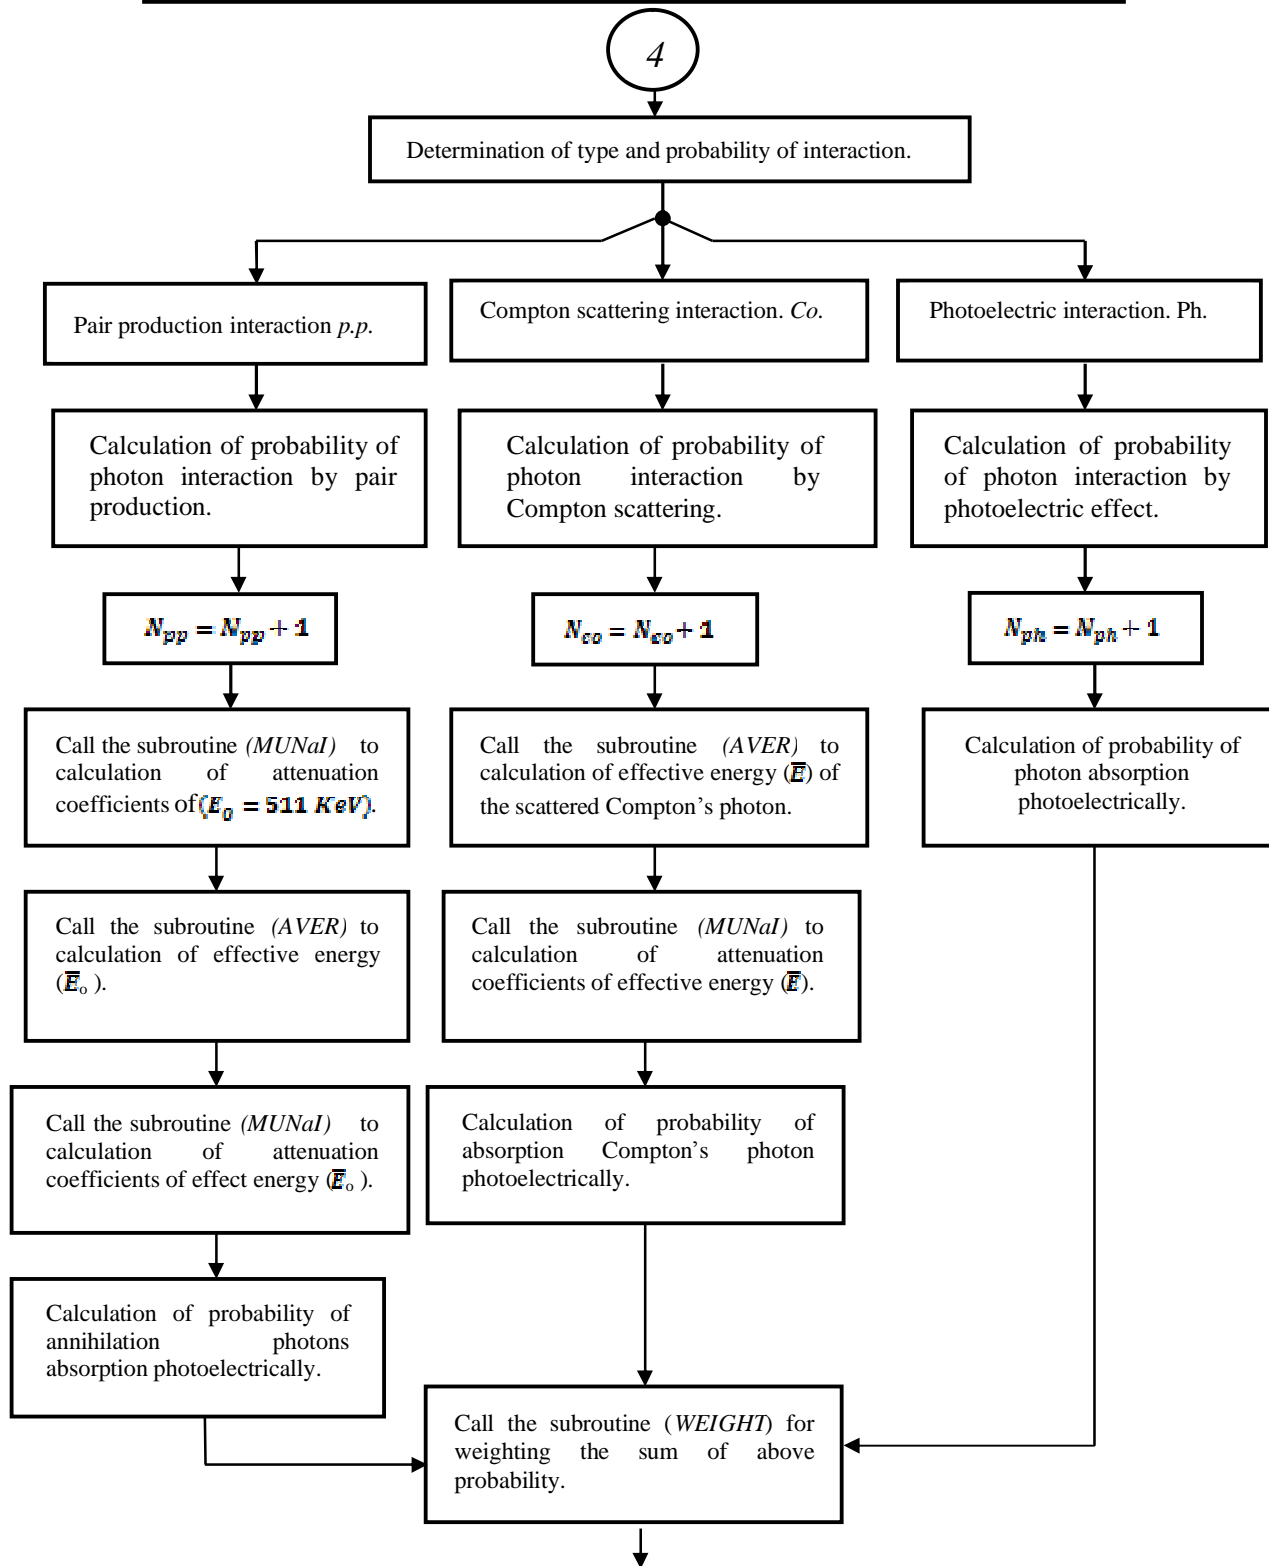 4
Determination of type and probability of interaction.
Pair production interaction p.p.
Compton scattering interaction. Co.
Photoelectric interaction. Ph.
Calculation of probability of
photon interaction by pair
production.
Calculation of probability of
photon interaction by
Compton scattering.
Calculation of probability
of photon interaction by
photoelectric effect.
N_pp = N_pp + 1
N_co = N_co + 1
N_ph = N_ph + 1
Call the subroutine (MUNaI) to
calculation of attenuation
coefficients of (E_0 = 511 KeV).
Call the subroutine (AVER) to
calculation of effective energy (E̅) of
the scattered Compton’s photon.
Calculation of probability of
photon absorption
photoelectrically.
Call the subroutine (AVER) to
calculation of effective energy
(E̅_o ).
Call the subroutine (MUNaI) to
calculation of attenuation
coefficients of effective energy (E̅).
Call the subroutine (MUNaI) to
calculation of attenuation
coefficients of effect energy (E̅_o ).
Calculation of probability of
absorption Compton’s photon
photoelectrically.
Calculation of probability of
annihilation photons
absorption photoelectrically.
Call the subroutine (WEIGHT) for
weighting the sum of above
probability.